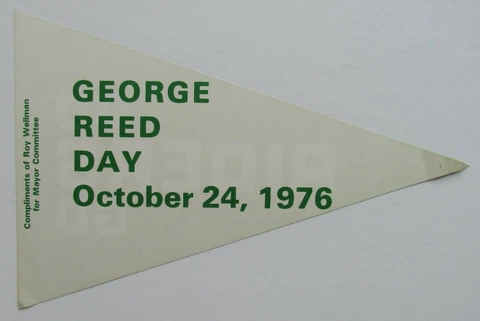 GEORGE
REED
DAY
October 24, 1976
Compliments of Roy Wellman
for Mayor Committee